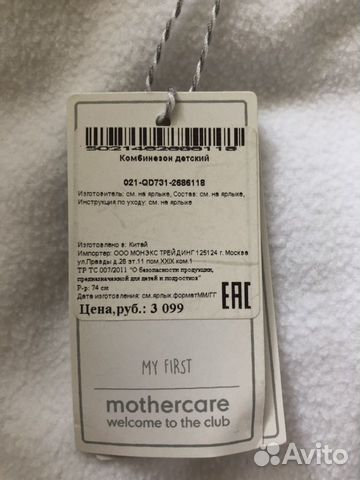 5021462686118
Комбинезон детский
021-QD731-2686118
Изготовитель: см. на ярлыке, Состав: см. на ярлыке,
Инструкция по уходу: см. на ярлыке
Изготовлено в: Китай
Импортер: ООО МОНЭКС ТРЕЙДИНГ 125124 г. Москва
ул.Правды д.26 эт.11 пом.XXIX ком.1
ТР ТС 007/2011 "О безопасности продукции,
предназначенной для детей и подростков"
Р-р: 74 см
Дата изготовления: см.ярлык.форматММ/ГГ
Цена,руб.: 3 099
EAC
MY FIRST
mothercare
welcome to the club
Avito